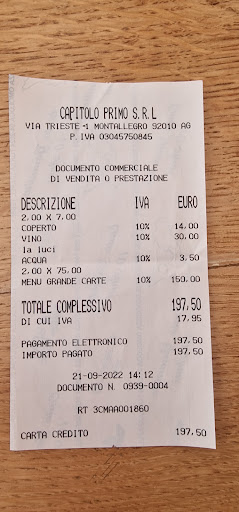 CAPITOLO PRIMO S.R.L
VIA TRIESTE 1 MONTALLEGRO 92010 AG
P. IVA 03045750845
DOCUMENTO COMMERCIALE
DI VENDITA O PRESTAZIONE
DESCRIZIONE IVA EURO
2,00 X 7,00
COPERTO 10% 14,00
VINO 10% 30,00
la luci
ACQUA 10% 3,50
2,00 X 75,00
MENU GRANDE CARTE 10% 150,00
TOTALE COMPLESSIVO 197,50
DI CUI IVA 17,95
PAGAMENTO ELETTRONICO 197,50
IMPORTO PAGATO 197,50
21-09-2022 14:12
DOCUMENTO N. 0939-0004
RT 3CMAA001860
CARTA CREDITO 197,50